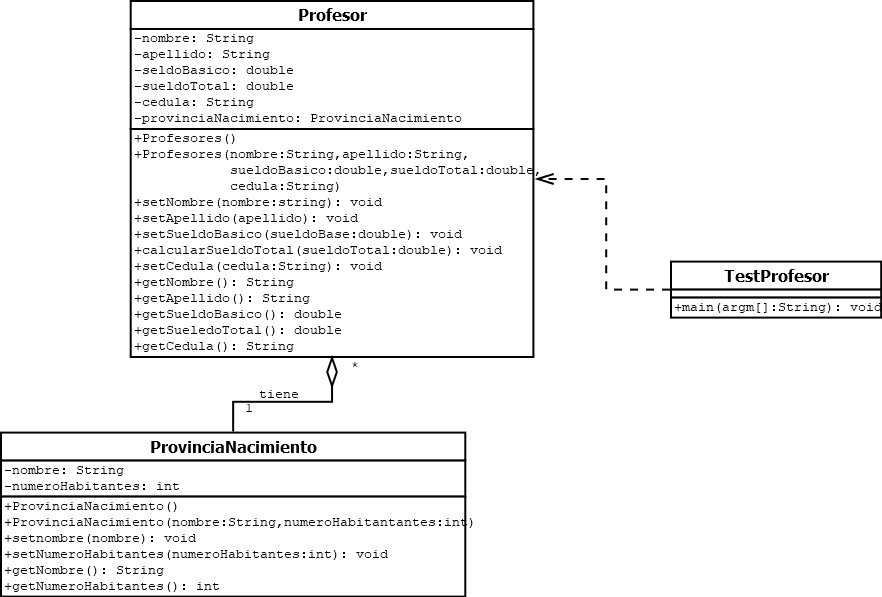 Profesor
-nombre: String
-apellido: String
-seldoBasico: double
-sueldoTotal: double
-cedula: String
-provinciaNacimiento: ProvinciaNacimiento
+Profesores()
+Profesores(nombre:String,apellido:String,
sueldoBasico:double,sueldoTotal:double,
cedula:String)
+setNombre(nombre:string): void
+setApellido(apellido): void
+setSueldoBasico(sueldoBase:double): void
+calcularSueldoTotal(sueldoTotal:double): void
+setCedula(cedula:String): void
+getNombre(): String
+getApellido(): String
+getSueldoBasico(): double
+getSueledoTotal(): double
+getCedula(): String
TestProfesor
+main(argm[]:String): void
*
tiene
1
ProvinciaNacimiento
-nombre: String
-numeroHabitantes: int
+ProvinciaNacimiento()
+ProvinciaNacimiento(nombre:String,numeroHabitantantes:int)
+setnombre(nombre): void
+setNumeroHabitantes(numeroHabitantes:int): void
+getNombre(): String
+getNumeroHabitantes(): int